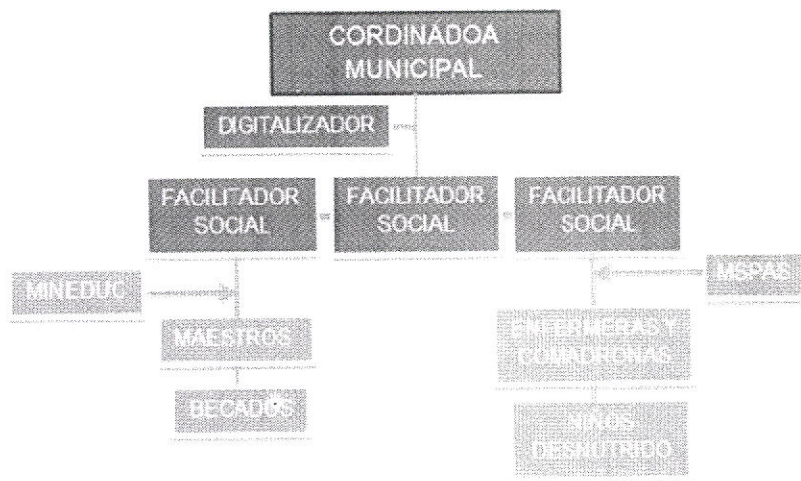 CORDINADOA
MUNICIPAL
DIGITALIZADOR
FACILITADOR
SOCIAL
FACILITADOR
SOCIAL
FACILITADOR
SOCIAL
MINEDUC
MSPAS
MAESTROS
ENFERMERAS Y
COMADRONAS
BECADOS
NIÑOS
DESNUTRIDO